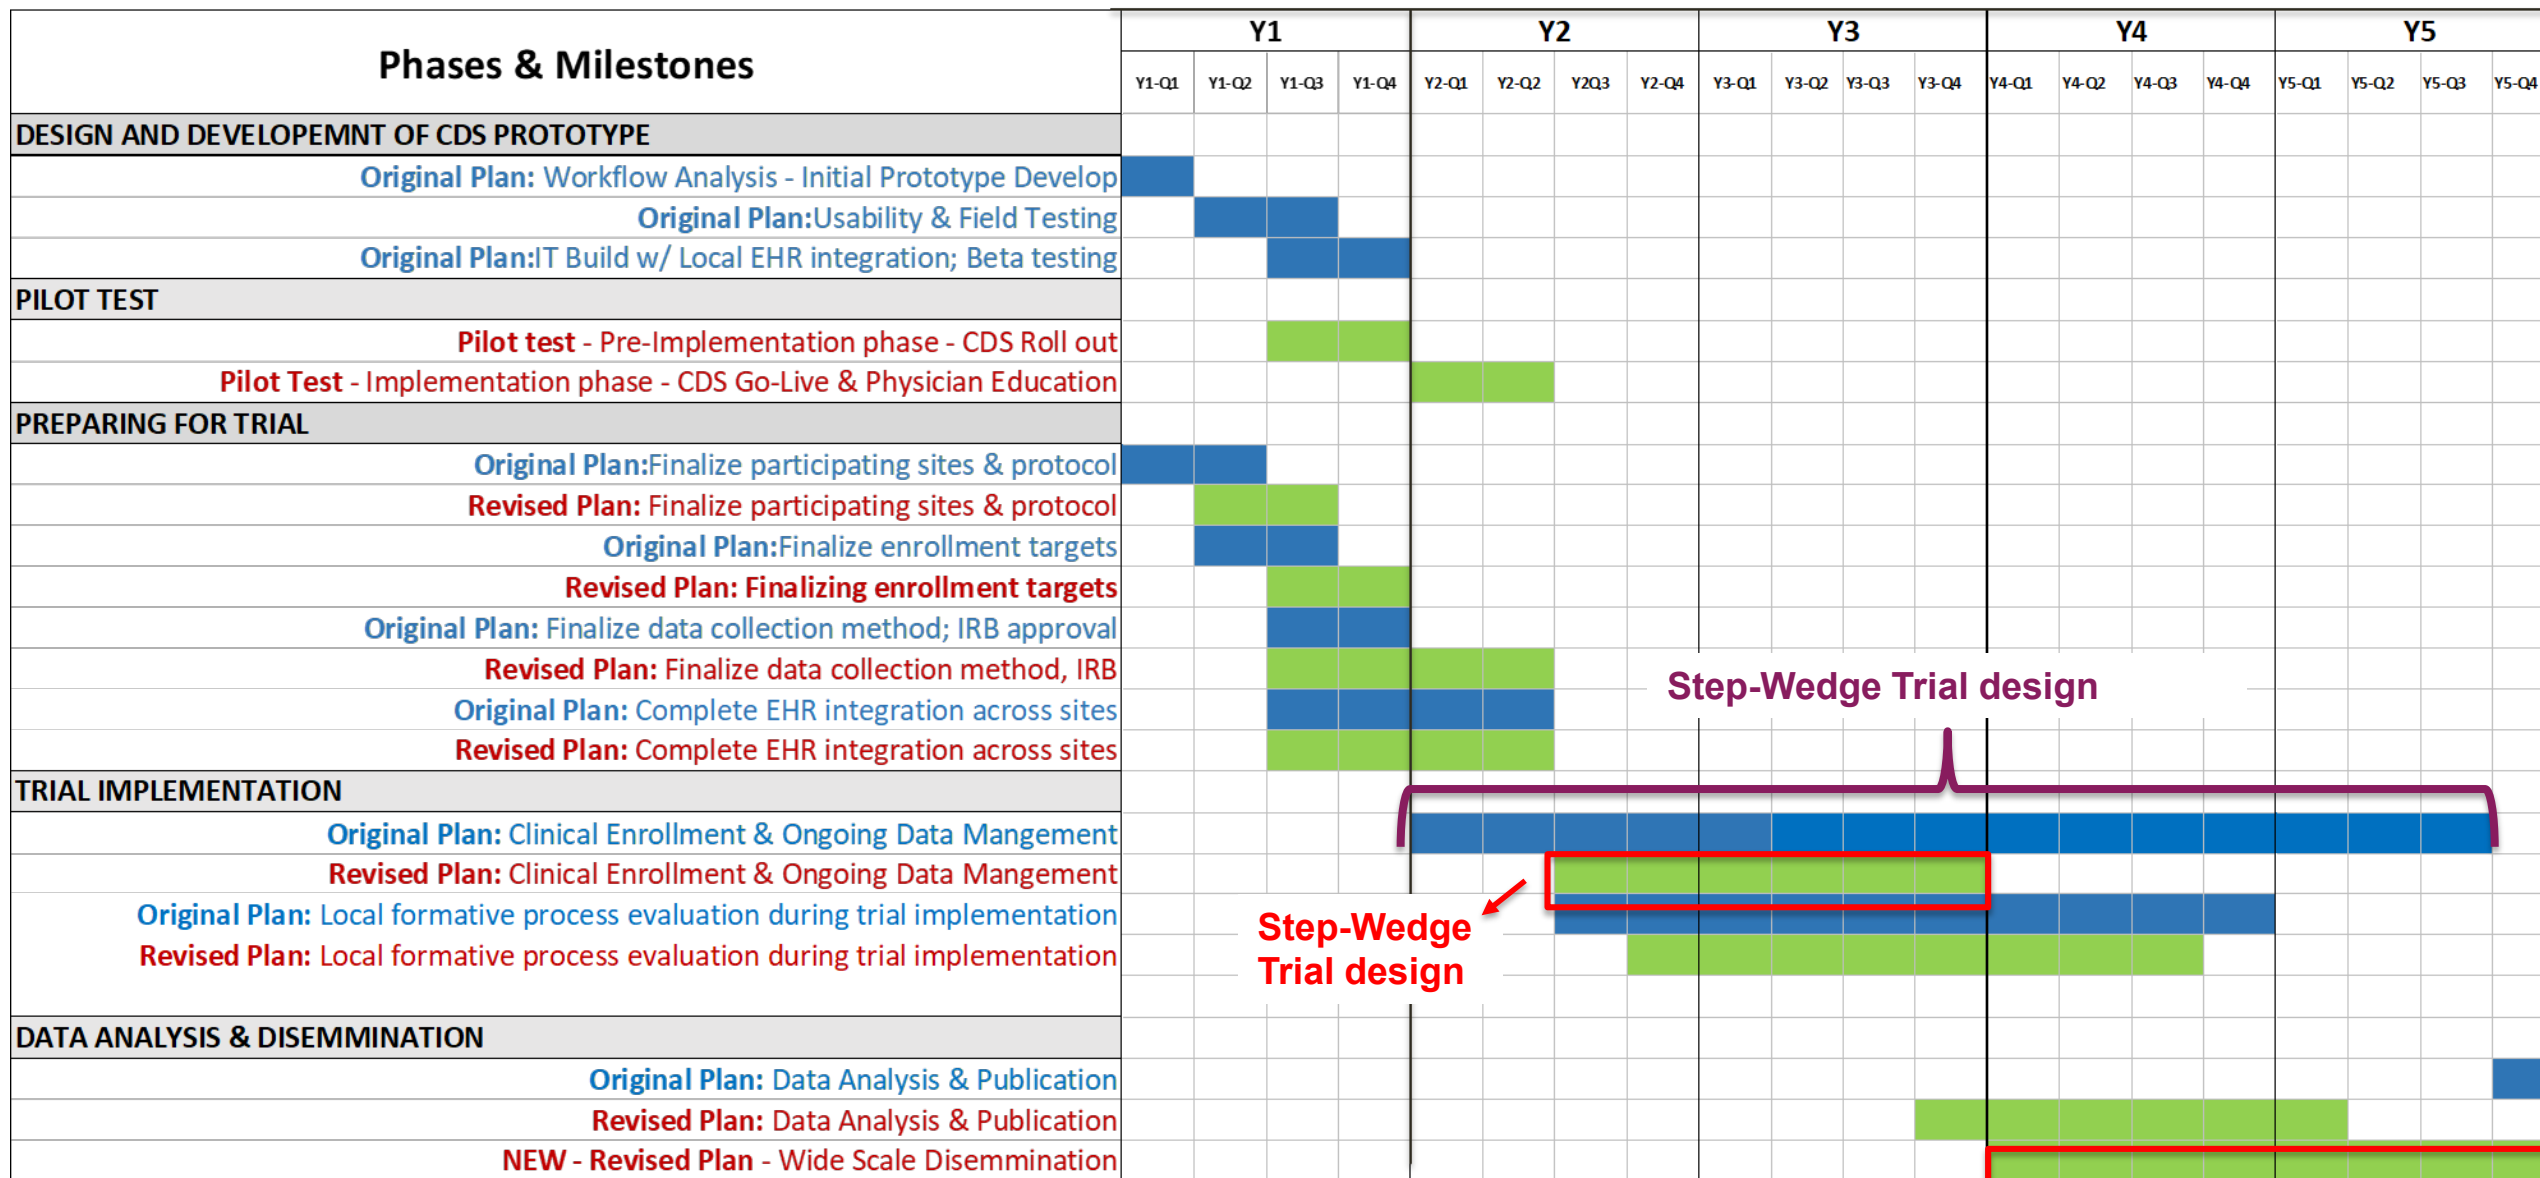 Phases & Milestones
Y1 Y2 Y3 Y4 Y5
Y1-Q1 Y1-Q2 Y1-Q3 Y1-Q4 Y2-Q1 Y2-Q2 Y2Q3 Y2-Q4 Y3-Q1 Y3-Q2 Y3-Q3 Y3-Q4 Y4-Q1 Y4-Q2 Y4-Q3 Y4-Q4 Y5-Q1 Y5-Q2 Y5-Q3 Y5-Q4
DESIGN AND DEVELOPEMNT OF CDS PROTOTYPE
Original Plan: Workflow Analysis - Initial Prototype Develop
Original Plan:Usability & Field Testing
Original Plan:IT Build w/ Local EHR integration; Beta testing
PILOT TEST
Pilot test - Pre-Implementation phase - CDS Roll out
Pilot Test - Implementation phase - CDS Go-Live & Physician Education
PREPARING FOR TRIAL
Original Plan:Finalize participating sites & protocol
Revised Plan: Finalize participating sites & protocol
Original Plan:Finalize enrollment targets
Revised Plan: Finalizing enrollment targets
Original Plan: Finalize data collection method; IRB approval
Revised Plan: Finalize data collection method, IRB
Step-Wedge Trial design
Original Plan: Complete EHR integration across sites
Revised Plan: Complete EHR integration across sites
TRIAL IMPLEMENTATION
Original Plan: Clinical Enrollment & Ongoing Data Mangement
Revised Plan: Clinical Enrollment & Ongoing Data Mangement
Original Plan: Local formative process evaluation during trial implementation
Revised Plan: Local formative process evaluation during trial implementation
Step-Wedge
Trial design
DATA ANALYSIS & DISEMMINATION
Original Plan: Data Analysis & Publication
Revised Plan: Data Analysis & Publication
NEW - Revised Plan - Wide Scale Disemmination